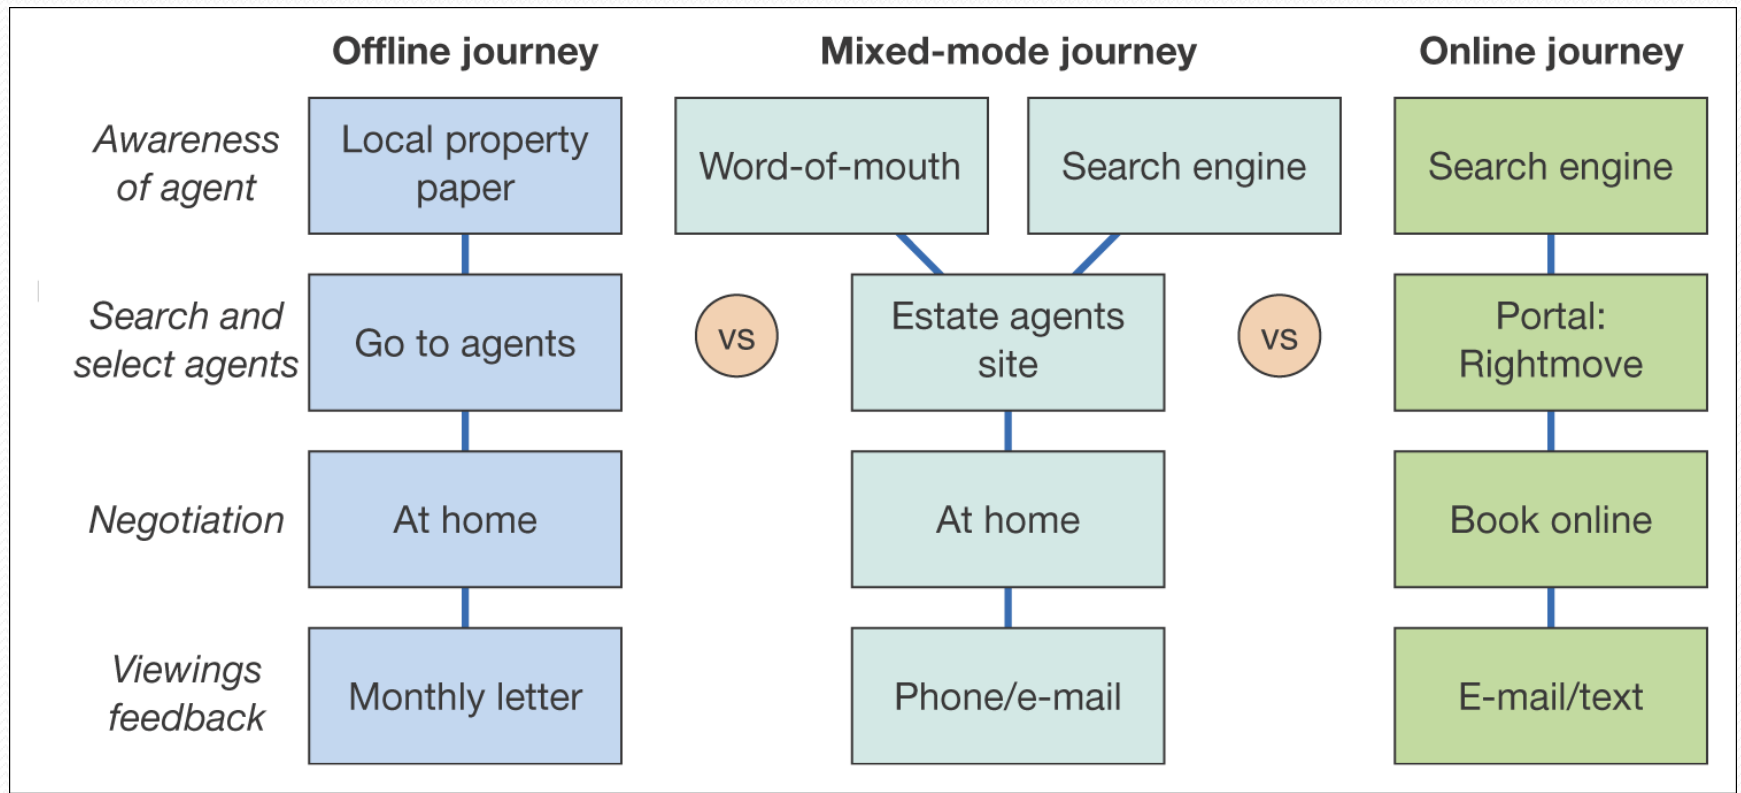 Offline journey
Mixed-mode journey
Online journey
Awareness
of agent
Local property
paper
Word-of-mouth
Search engine
Search engine
Search and
select agents
Go to agents
vs
Estate agents
site
vs
Portal:
Rightmove
Negotiation
At home
At home
Book online
Viewings
feedback
Monthly letter
Phone/e-mail
E-mail/text